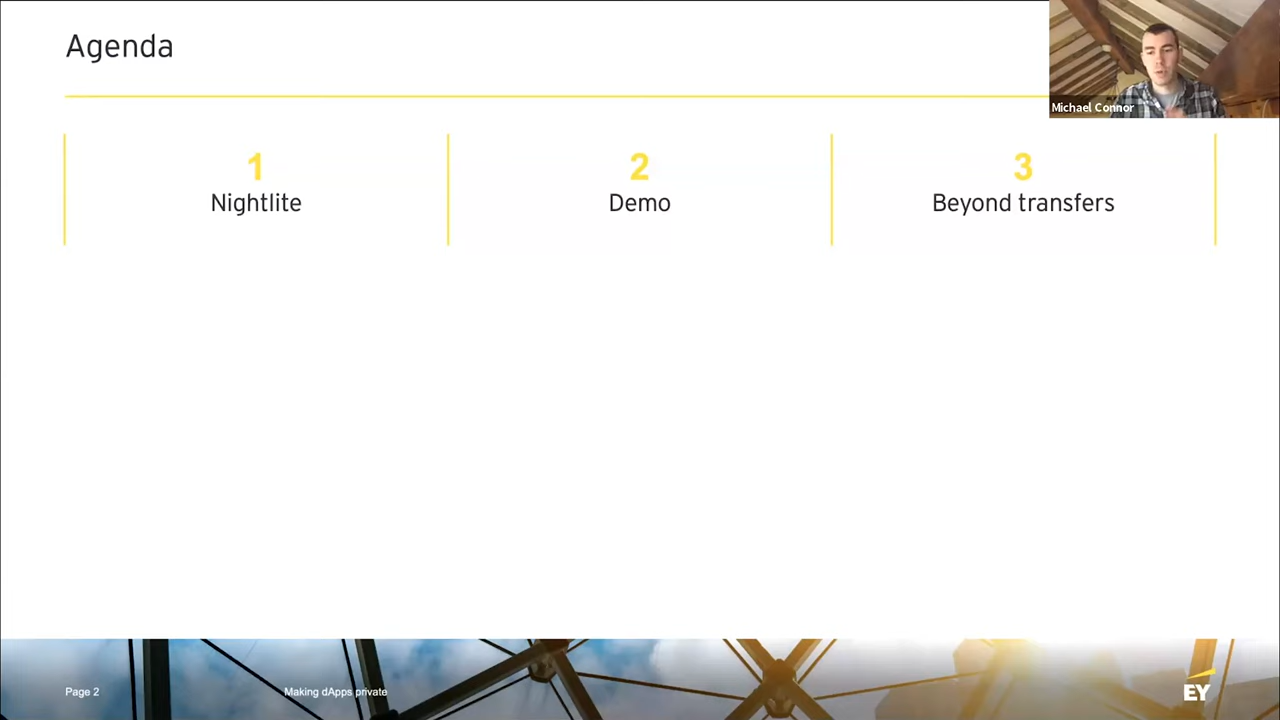 Agenda
Michael Connor
1
Nightlite
2
Demo
3
Beyond transfers
Page 2
Making dApps private
EY